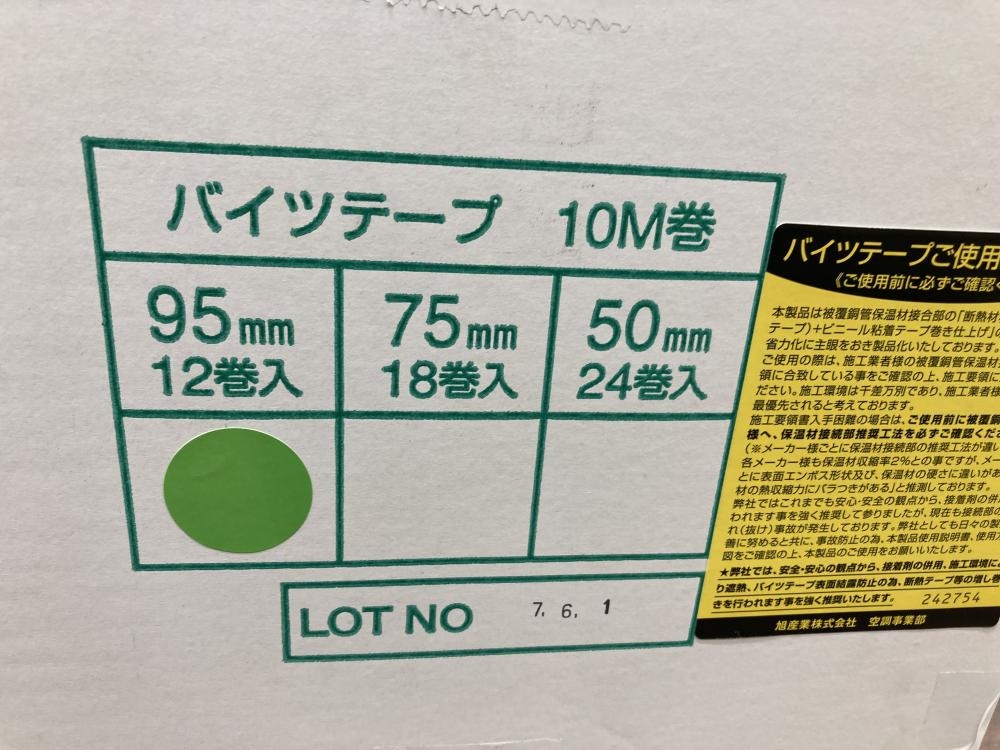 バイツテープ 10M巻
95mm 75mm 50mm
12巻入 18巻入 24巻入
LOT NO 7. 6. 1
バイツテープご使用
《ご使用前に必ずご確認く
本製品は被覆銅管保温材接合部の「断熱材
テープ)+ビニール粘着テープ巻き仕上げ」の
省力化に主眼をおき製品化いたしております。
ご使用の際は、施工業者様の被覆銅管保温材
領に合致している事をご確認の上、施工要領に
ださい。施工環境は千差万別であり、施工業者様
最優先されると考えております。
施工要領書入手困難の場合は、ご使用前に被覆銅
様へ、保温材接続部推奨工法を必ずご確認くださ
(※メーカー様ごとに保温材接続部の推奨工法が違い
各メーカー様も保温材収縮率2%との事ですが、メー
とに表面エンボス形状及び、保温材の硬さに違いがあ
材の熱収縮力にバラつきがある」と推測しております。
弊社ではこれまでも安心・安全の観点から、接着剤の併
われます事を強く推奨して参りましたが、現在も接続部の
れ(抜け)事故が発生しております。弊社としても日々の製
善に努めると共に、事故防止の為、本製品使用説明書、使用方
図をご確認の上、本製品のご使用をお願いいたします。
★弊社では、安全・安心の観点から、接着剤の併用、施工環境によ
り遮熱、バイツテープ表面結露防止の為、断熱テープ等の増し巻
きを行われます事を強く推奨いたします。 242754
旭産業株式会社 空調事業部